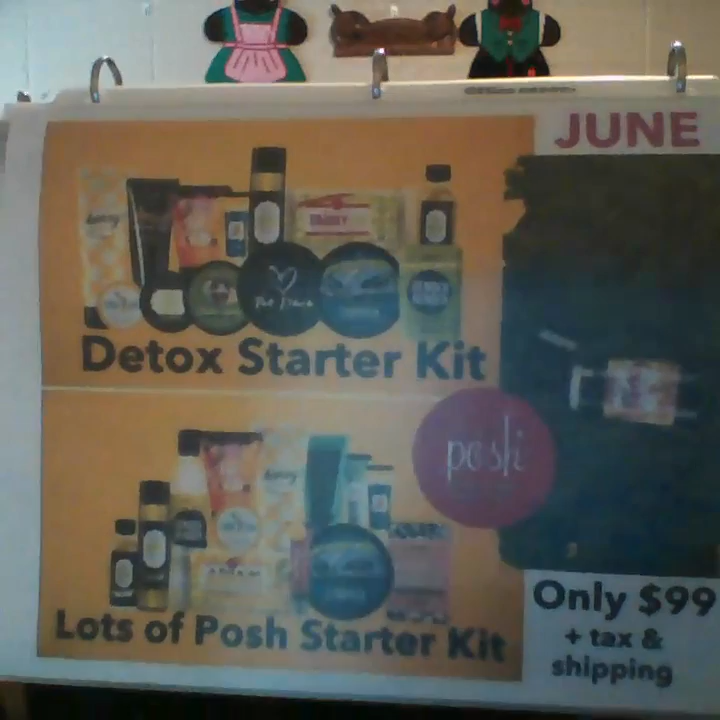 JUNE
Detox Starter Kit
posh
Lots of Posh Starter Kit
Only $99
+ tax &
shipping